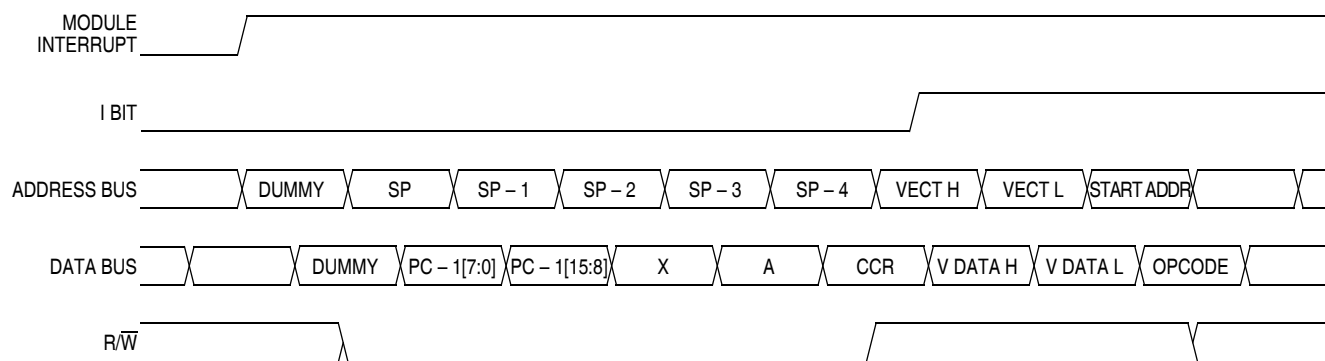 MODULE
INTERRUPT
I BIT
ADDRESS BUS DUMMY SP SP – 1 SP – 2 SP – 3 SP – 4 VECT H VECT L START ADDR
DATA BUS DUMMY PC – 1[7:0] PC – 1[15:8] X A CCR V DATA H V DATA L OPCODE
R/W̅